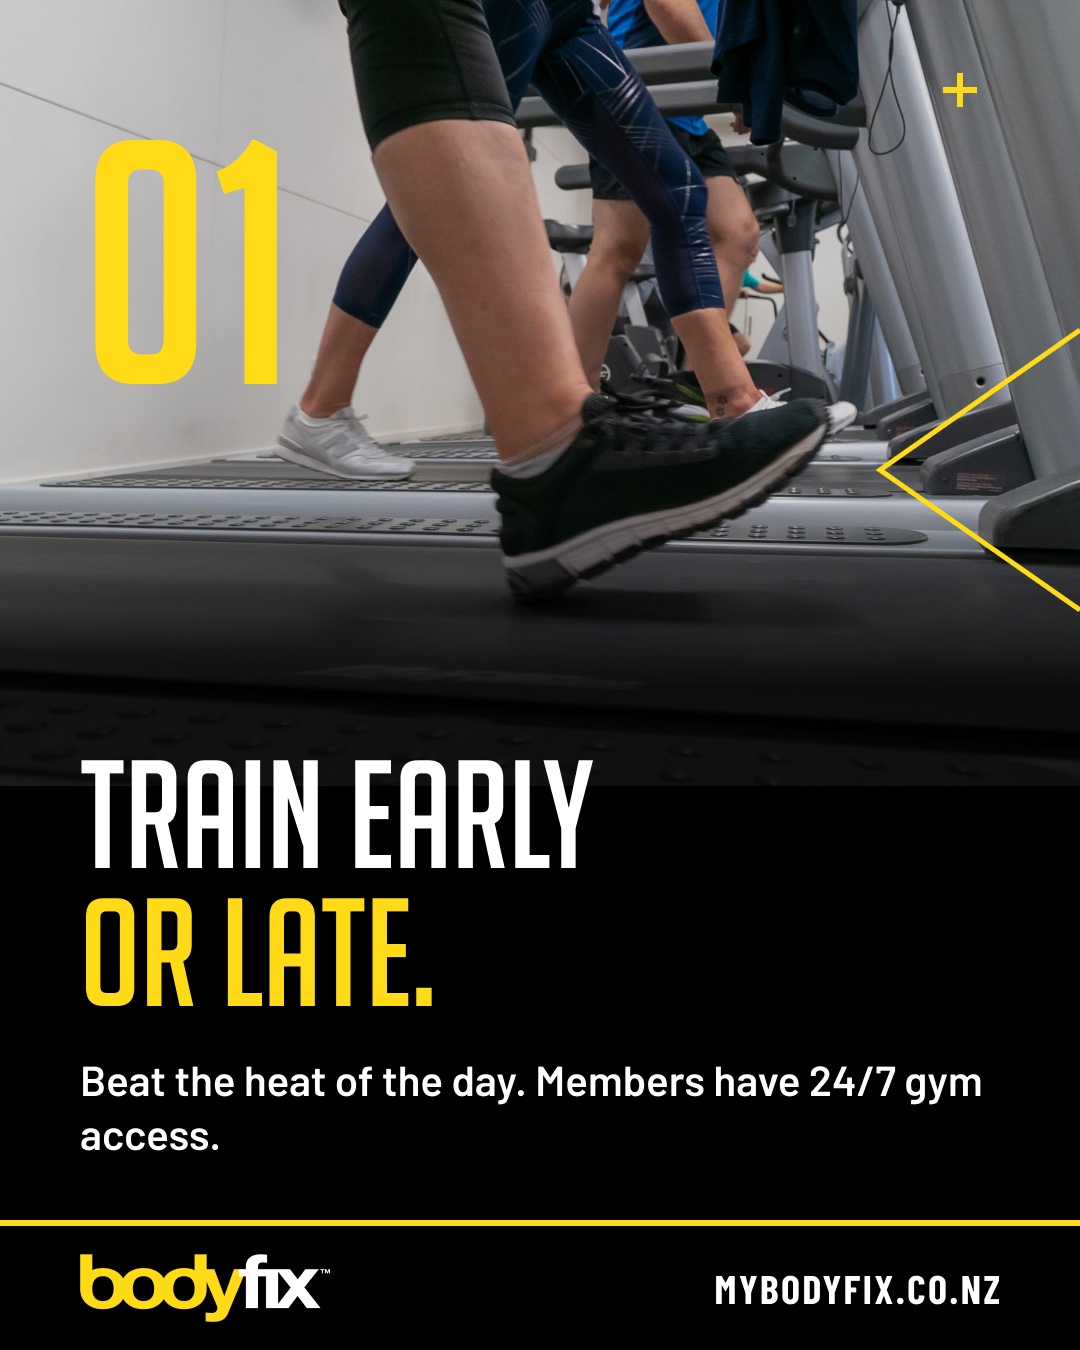 01
TRAIN EARLY
OR LATE.
Beat the heat of the day. Members have 24/7 gym
access.
bodyfix™
MYBODYFIX.CO.NZ